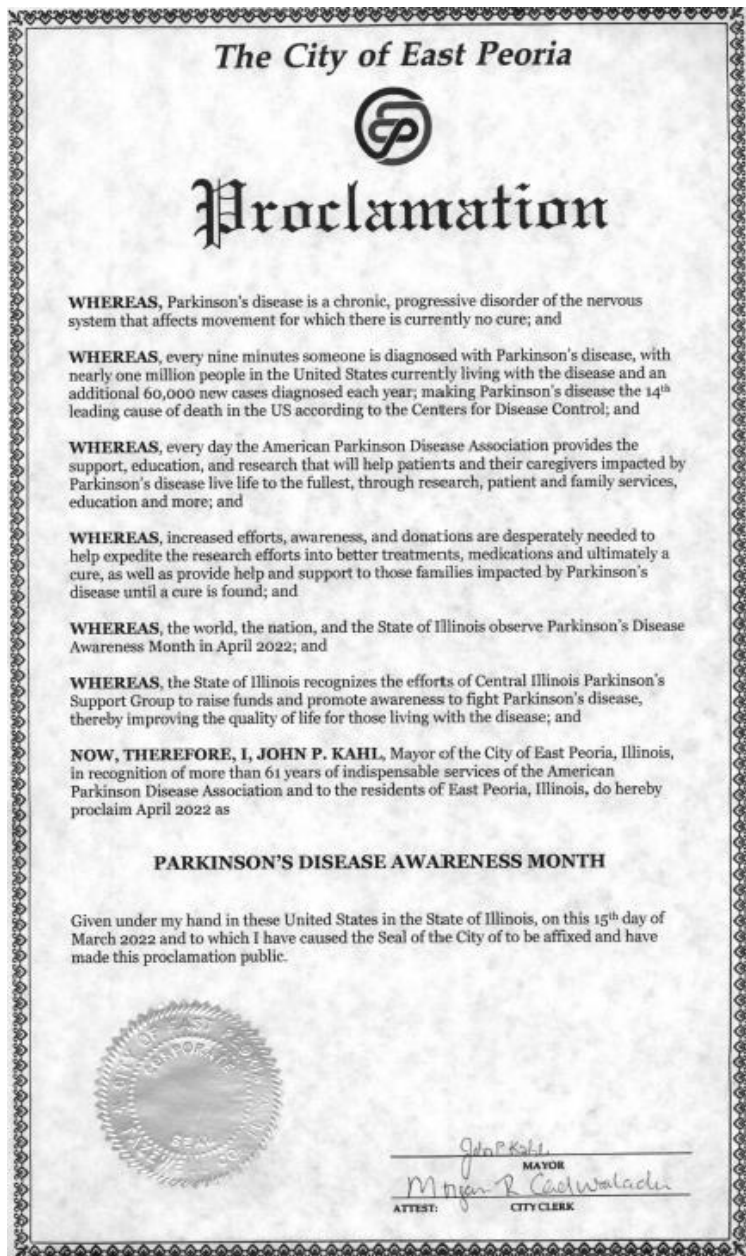 The City of East Peoria
Proclamation
WHEREAS, Parkinson's disease is a chronic, progressive disorder of the nervous
system that affects movement for which there is currently no cure; and
WHEREAS, every nine minutes someone is diagnosed with Parkinson's disease, with
nearly one million people in the United States currently living with the disease and an
additional 60,000 new cases diagnosed each year; making Parkinson's disease the 14th
leading cause of death in the US according to the Centers for Disease Control; and
WHEREAS, every day the American Parkinson Disease Association provides the
support, education, and research that will help patients and their caregivers impacted by
Parkinson's disease live life to the fullest, through research, patient and family services,
education and more; and
WHEREAS, increased efforts, awareness, and donations are desperately needed to
help expedite the research efforts into better treatments, medications and ultimately a
cure, as well as provide help and support to those families impacted by Parkinson's
disease until a cure is found; and
WHEREAS, the world, the nation, and the State of Illinois observe Parkinson's Disease
Awareness Month in April 2022; and
WHEREAS, the State of Illinois recognizes the efforts of Central Illinois Parkinson's
Support Group to raise funds and promote awareness to fight Parkinson's disease,
thereby improving the quality of life for those living with the disease; and
NOW, THEREFORE, I, JOHN P. KAHL, Mayor of the City of East Peoria, Illinois,
in recognition of more than 61 years of indispensable services of the American
Parkinson Disease Association and to the residents of East Peoria, Illinois, do hereby
proclaim April 2022 as
PARKINSON'S DISEASE AWARENESS MONTH
Given under my hand in these United States in the State of Illinois, on this 15th day of
March 2022 and to which I have caused the Seal of the City of to be affixed and have
made this proclamation public.
CITY OF EAST
CORPORATE
SEAL
John P Kahl
MAYOR
Morgan R Cadwalader
ATTEST: CITY CLERK